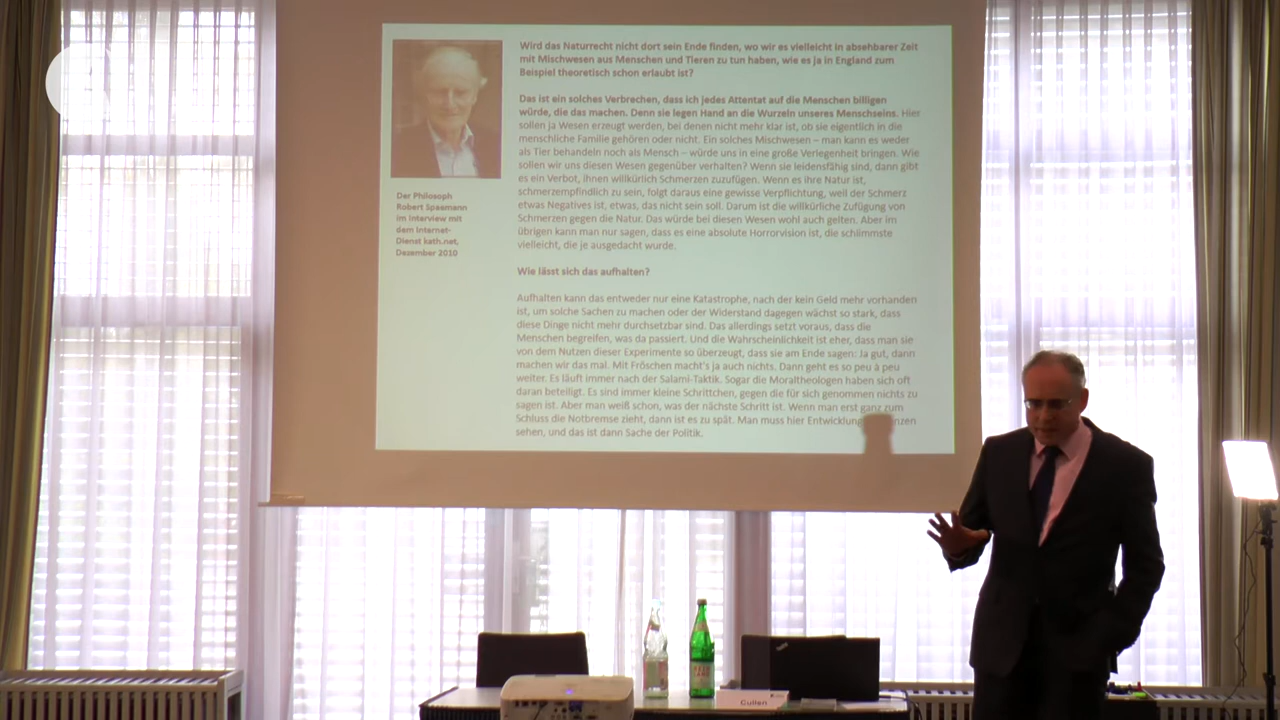 Wird das Naturrecht nicht dort sein Ende finden, wo wir es vielleicht in absehbarer Zeit
mit Mischwesen aus Menschen und Tieren zu tun haben, wie es ja in England zum
Beispiel theoretisch schon erlaubt ist?
Das ist ein solches Verbrechen, dass ich jedes Attentat auf die Menschen billigen
würde, die das machen. Denn sie legen Hand an die Wurzeln unseres Menschseins. Hier
sollen ja Wesen erzeugt werden, bei denen nicht mehr klar ist, ob sie eigentlich in die
menschliche Familie gehören oder nicht. Ein solches Mischwesen – man kann es weder
als Tier behandeln noch als Mensch – würde uns in eine große Verlegenheit bringen. Wie
sollen wir uns diesen Wesen gegenüber verhalten? Wenn sie leidensfähig sind, dann gibt
es ein Verbot, ihnen willkürlich Schmerzen zuzufügen. Wenn es ihre Natur ist,
schmerzempfindlich zu sein, folgt daraus eine gewisse Verpflichtung, weil der Schmerz
etwas Negatives ist, etwas, das nicht sein soll. Darum ist die willkürliche Zufügung von
Schmerzen gegen die Natur. Das würde bei diesen Wesen wohl auch gelten. Aber im
übrigen kann man nur sagen, dass es eine absolute Horrorvision ist, die schlimmste
vielleicht, die je ausgedacht wurde.
Wie lässt sich das aufhalten?
Aufhalten kann das entweder nur eine Katastrophe, nach der kein Geld mehr vorhanden
ist, um solche Sachen zu machen oder der Widerstand dagegen wächst so stark, dass
diese Dinge nicht mehr durchsetzbar sind. Das allerdings setzt voraus, dass die
Menschen begreifen, was da passiert. Und die Wahrscheinlichkeit ist eher, dass man sie
von dem Nutzen dieser Experimente so überzeugt, dass sie am Ende sagen: Ja gut, dann
machen wir das mal. Mit Fröschen macht's ja auch nichts. Dann geht es so peu à peu
weiter. Es läuft immer nach der Salami-Taktik. Sogar die Moraltheologen haben sich oft
daran beteiligt. Es sind immer kleine Schrittchen, gegen die für sich genommen nichts zu
sagen ist. Aber man weiß schon, was der nächste Schritt ist. Wenn man erst ganz zum
Schluss die Notbremse zieht, dann ist es zu spät. Man muss hier
sehen, und das ist dann Sache der Politik.
Der Philosoph
Robert Spaemann
im Interview mit
dem Internet-
Dienst kath.net,
Dezember 2010
Cullen